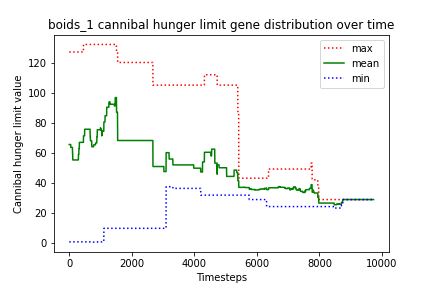 boids_1 cannibal hunger limit gene distribution over time
Cannibal hunger limit value
120
100
80
60
40
20
0
max
mean
min
0
2000
4000
6000
8000
10000
Timesteps